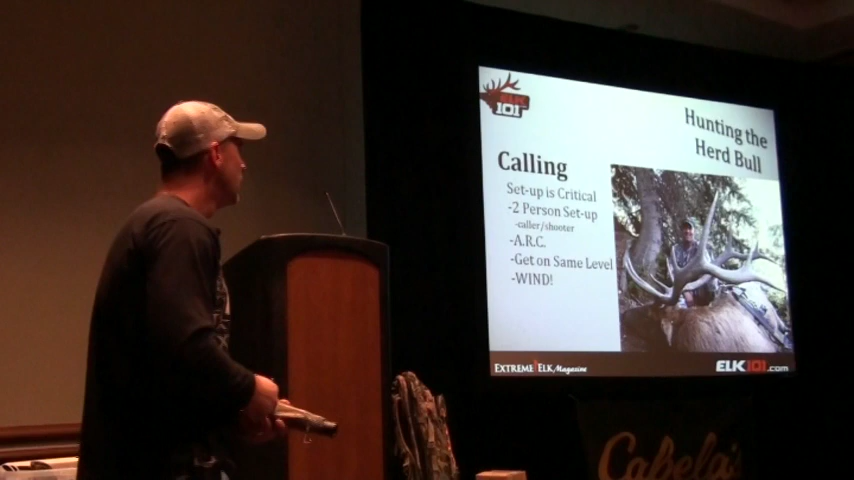 ELK
101
Hunting the
Herd Bull
Calling
Set-up is Critical
-2 Person Set-up
-caller/shooter
-A.R.C.
-Get on Same Level
-WIND!
EXTREME ELK Magazine
ELK101.com
Cabela's